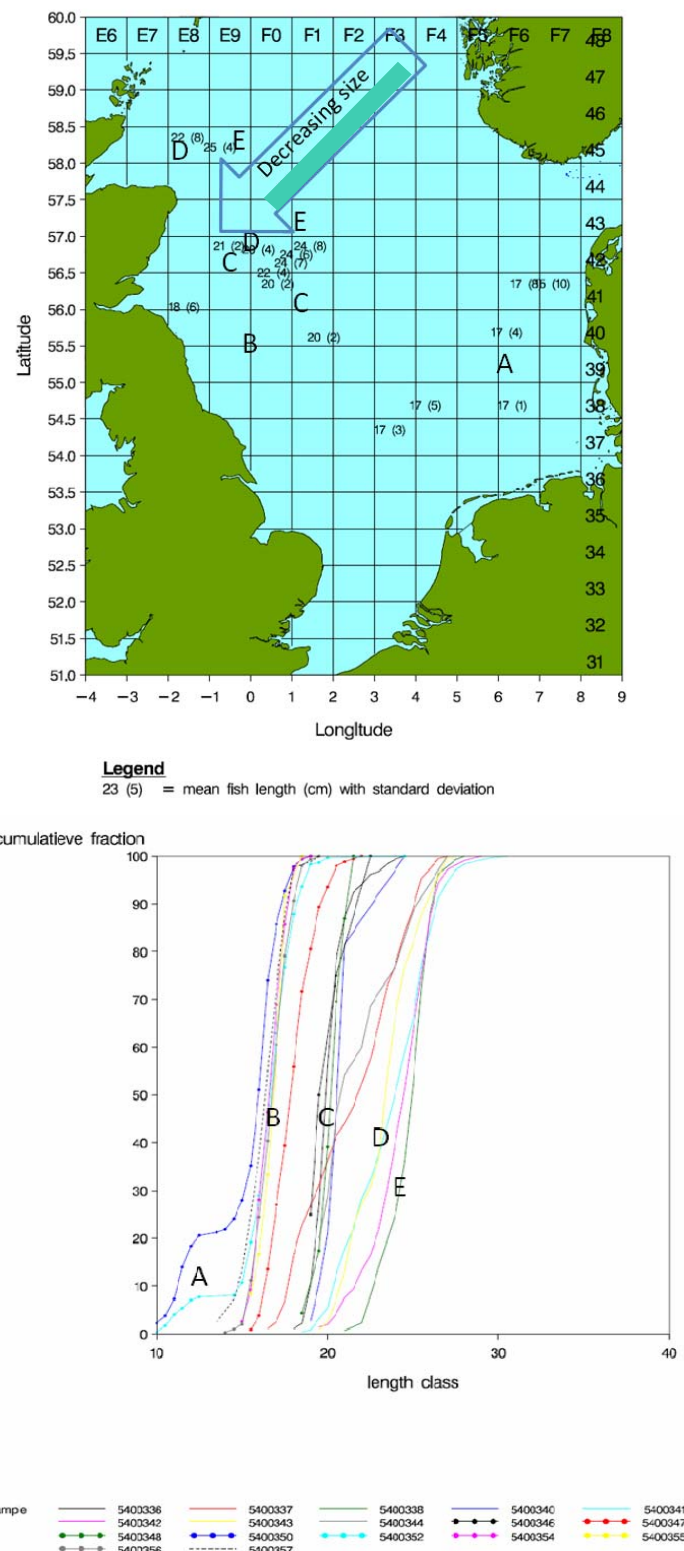 60.0 E6 E7 E8 E9 F0 F1 F2 F3 F4 F5 F6 F7 F8
48
59.5
47
59.0
46
58.5
Decreasing size
22 (8) E
D 25 (4) 45
58.0
44
57.5
E 43
57.0
D
21 (2) (4) 24 (8)
C 24 (6) 42
24 (7)
56.5
22 (4)
20 (2) 17 (8) (10)
C 41
18 (6)
56.0
17 (4) 40
B 20 (2)
55.5
A 39
55.0
17 (5) 17 (1) 38
54.5
17 (3) 37
54.0
36
53.5
35
53.0
34
52.5
33
52.0
32
51.5
31
51.0
Latitude
−4 −3 −2 −1 0 1 2 3 4 5 6 7 8 9
Longltude
Legend
23 (5) = mean fish length (cm) with standard deviation
cumulatieve fraction
100
90
80
70
60
50
B C
D
40
E
30
20
A
10
0
10 20 30 40
length class
5400336 5400337 5400338 5400340 5400341
5400342 5400343 5400344 5400346 5400347
5400348 5400350 5400352 5400354 5400355
5400356 5400357